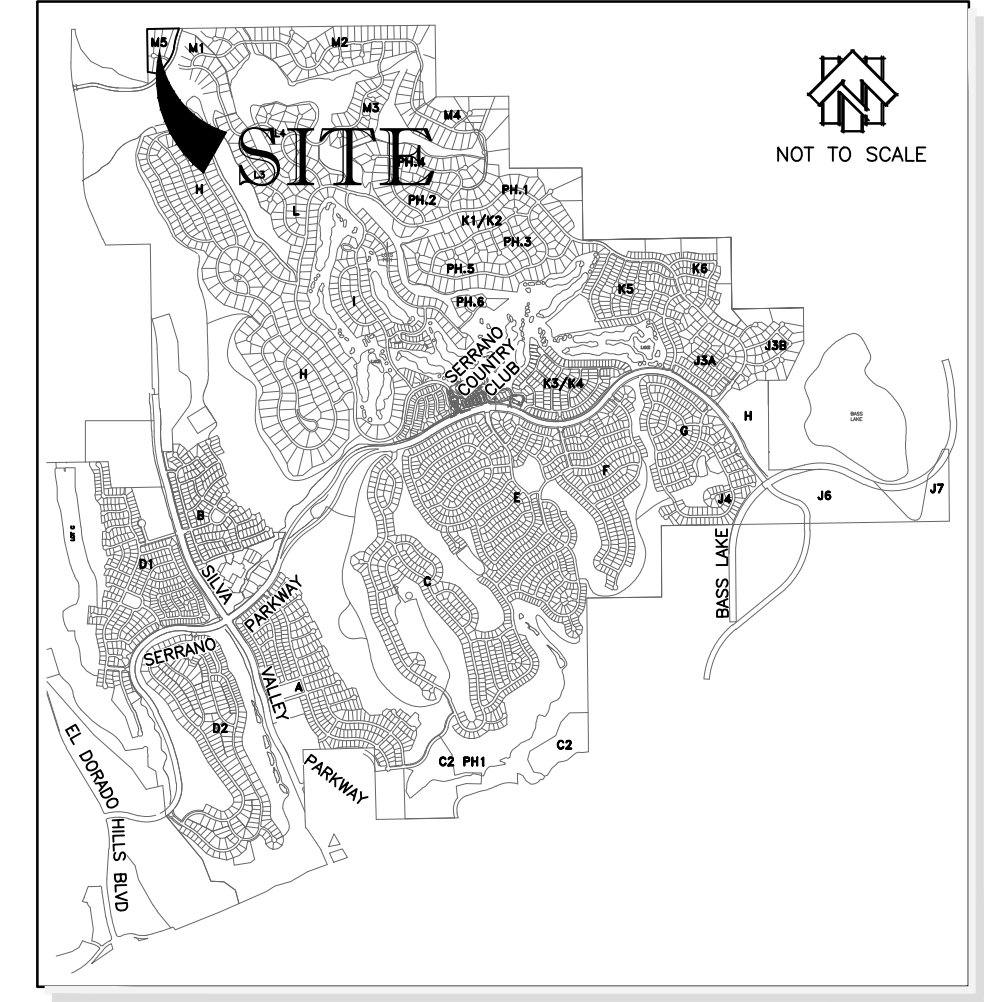 M5
M1
M2
M3
M4
L4
SITE
NOT TO SCALE
PH.4
L3
H
PH.2
PH.1
L
K1/K2
PH.3
PH.5
K6
K5
I
PH.6
SERRANO
COUNTRY
CLUB
J3B
J3A
H
K3/K4
H
BASS
LAKE
G
F
E
J4
J6
J7
B
D1
BASS LAKE
C
SILVA
PARKWAY
SERRANO
VALLEY
A
D2
C2
C2 PH1
PARKWAY
EL DORADO
HILLS BLVD